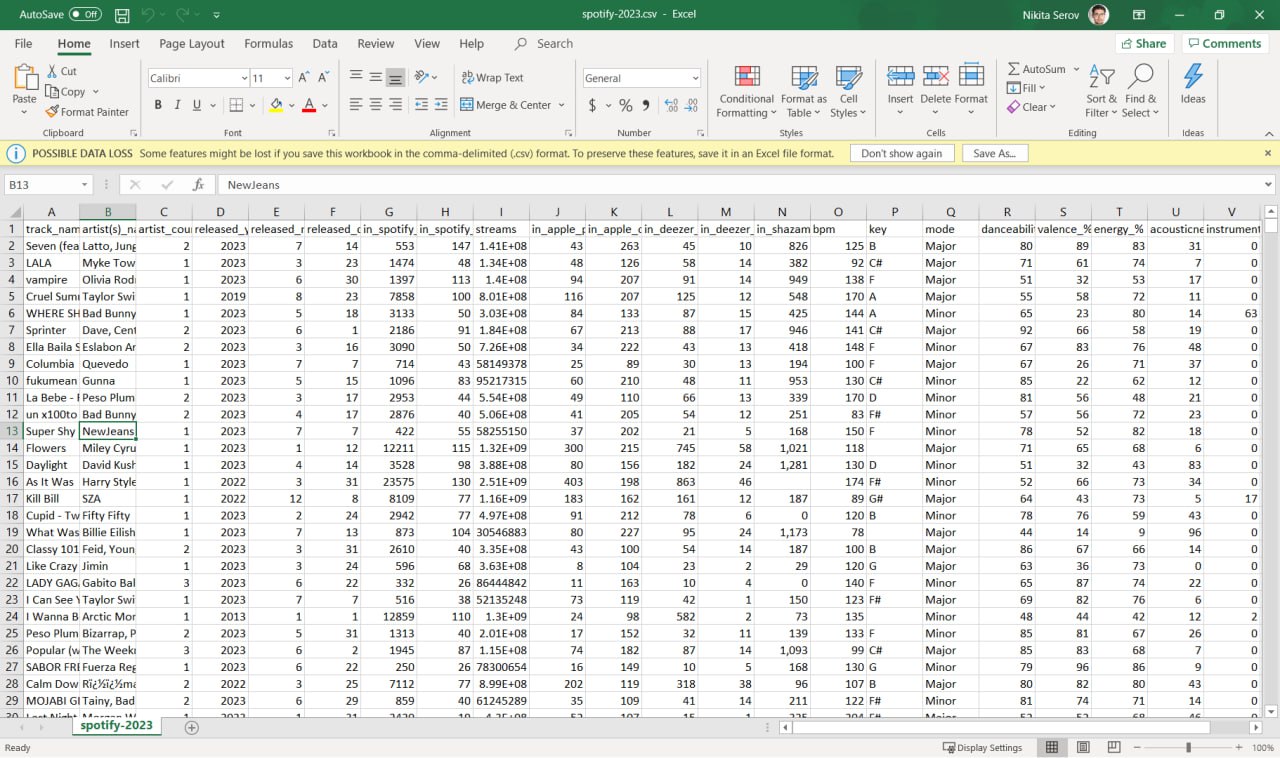 AutoSave Off spotify-2023.csv - Excel Nikita Serov
File Home Insert Page Layout Formulas Data Review View Help Search Share Comments
Paste Cut Copy Format Painter
Calibri 11 B I U A
Wrap Text Merge & Center
General $ % 9
Conditional Formatting Format as Table Cell Styles
Insert Delete Format
AutoSum Fill Clear Sort & Filter Find & Select
Ideas
Clipboard Font Alignment Number Styles Cells Editing Ideas
POSSIBLE DATA LOSS Some features might be lost if you save this workbook in the comma-delimited (.csv) format. To preserve these features, save it in an Excel file format. Don't show again Save As...
B13 fx NewJeans
A B C D E F G H I J K L M N O P Q R S T U V
1 track_nam artist(s)_na artist_cour released_y released_m released_d in_spotify_ in_spotify_ streams in_apple_p in_apple_c in_deezer_ in_deezer_ in_shazam bpm key mode danceabili valence_% energy_% acousticne instrument
2 Seven (fea Latto, Jung 2 2023 7 14 553 147 1.41E+08 43 263 45 10 826 125 B Major 80 89 83 31 0
3 LALA Myke Tow 1 2023 3 23 1474 48 1.34E+08 48 126 58 14 382 92 C# Major 71 61 74 7 0
4 vampire Olivia Rod 1 2023 6 30 1397 113 1.4E+08 94 207 91 14 949 138 F Major 51 32 53 17 0
5 Cruel Sum Taylor Swi 1 2019 8 23 7858 100 8.01E+08 116 207 125 12 548 170 A Major 55 58 72 11 0
6 WHERE SH Bad Bunny 1 2023 5 18 3133 50 3.03E+08 84 133 87 15 425 144 A Minor 65 23 80 14 63
7 Sprinter Dave, Cent 2 2023 6 1 2186 91 1.84E+08 67 213 88 17 946 141 C# Major 92 66 58 19 0
8 Ella Baila S Eslabon Ar 2 2023 3 16 3090 50 7.26E+08 34 222 43 13 418 148 F Minor 67 83 76 48 0
9 Columbia Quevedo 1 2023 7 7 714 43 58149378 25 89 30 13 194 100 F Major 67 26 71 37 0
10 fukumean Gunna 1 2023 5 15 1096 83 95217315 60 210 48 11 953 130 C# Minor 85 22 62 12 0
11 La Bebe - Peso Plum 2 2023 3 17 2953 44 5.54E+08 49 110 66 13 339 170 D Minor 81 56 48 21 0
12 un x100to Bad Bunny 2 2023 4 17 2876 40 5.06E+08 41 205 54 12 251 83 F# Minor 57 56 72 23 0
13 Super Shy NewJeans 1 2023 7 7 422 55 58255150 37 202 21 5 168 150 F Minor 78 52 82 18 0
14 Flowers Miley Cyru 1 2023 1 12 12211 115 1.32E+09 300 215 745 58 1,021 118 Major 71 65 68 6 0
15 Daylight David Kush 1 2023 4 14 3528 98 3.88E+08 80 156 182 24 1,281 130 D Minor 51 32 43 83 0
16 As It Was Harry Style 1 2022 3 31 23575 130 2.51E+09 403 198 863 46 174 F# Minor 52 66 73 34 0
17 Kill Bill SZA 1 2022 12 8 8109 77 1.16E+09 183 162 161 12 187 89 G# Major 64 43 73 5 17
18 Cupid - Tw Fifty Fifty 1 2023 2 24 2942 77 4.97E+08 91 212 78 6 0 120 B Minor 78 76 59 43 0
19 What Was Billie Eilish 1 2023 7 13 873 104 30546883 80 227 95 24 1,173 78 Major 44 14 9 96 0
20 Classy 101 Feid, Youn 2 2023 3 31 2610 40 3.35E+08 43 100 54 14 187 100 B Major 86 67 66 14 0
21 Like Crazy Jimin 1 2023 3 24 596 68 3.63E+08 8 104 23 2 29 120 G Major 63 36 73 0 0
22 LADY GAG Gabito Bal 3 2023 6 22 332 26 86444842 11 163 10 4 0 140 F Minor 65 87 74 22 0
23 I Can See Y Taylor Swi 1 2023 7 7 516 38 52135248 73 119 42 1 150 123 F# Major 69 82 76 6 0
24 I Wanna B Arctic Mor 1 2013 1 1 12859 110 1.3E+09 24 98 582 2 73 135 Minor 48 44 42 12 2
25 Peso Plum Bizarrap, P 2 2023 5 31 1313 40 2.01E+08 17 152 32 11 139 133 F Minor 85 81 67 26 0
26 Popular (w The Week 3 2023 6 2 1945 87 1.15E+08 74 182 87 14 1,093 99 C# Major 85 83 68 7 0
27 SABOR FRE Fuerza Reg 1 2023 6 22 250 26 78300654 16 149 10 5 168 130 G Minor 79 96 86 9 0
28 Calm Dow Rï¿½ï¿½ma 2 2022 3 25 7112 77 8.99E+08 202 119 318 38 96 107 B Major 80 82 80 43 0
29 MOJABI GI Tainy, Bad 2 2023 6 29 859 40 61245289 35 109 41 14 211 122 F# Minor 81 74 71 14 0
spotify-2023
Ready Display Settings 100%